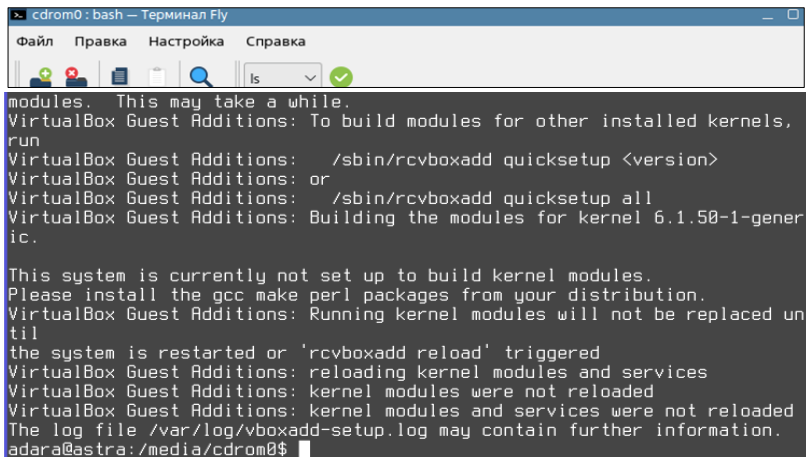 cdrom0 : bash — Терминал Fly
Файл Правка Настройка Справка
ls
modules.  This may take a while.
VirtualBox Guest Additions: To build modules for other installed kernels,
run
VirtualBox Guest Additions:   /sbin/rcvboxadd quicksetup <version>
VirtualBox Guest Additions: or
VirtualBox Guest Additions:   /sbin/rcvboxadd quicksetup all
VirtualBox Guest Additions: Building the modules for kernel 6.1.50-1-gener
ic.
This system is currently not set up to build kernel modules.
Please install the gcc make perl packages from your distribution.
VirtualBox Guest Additions: Running kernel modules will not be replaced un
til
the system is restarted or 'rcvboxadd reload' triggered
VirtualBox Guest Additions: reloading kernel modules and services
VirtualBox Guest Additions: kernel modules were not reloaded
VirtualBox Guest Additions: kernel modules and services were not reloaded
The log file /var/log/vboxadd-setup.log may contain further information.
adara@astra:/media/cdrom0$